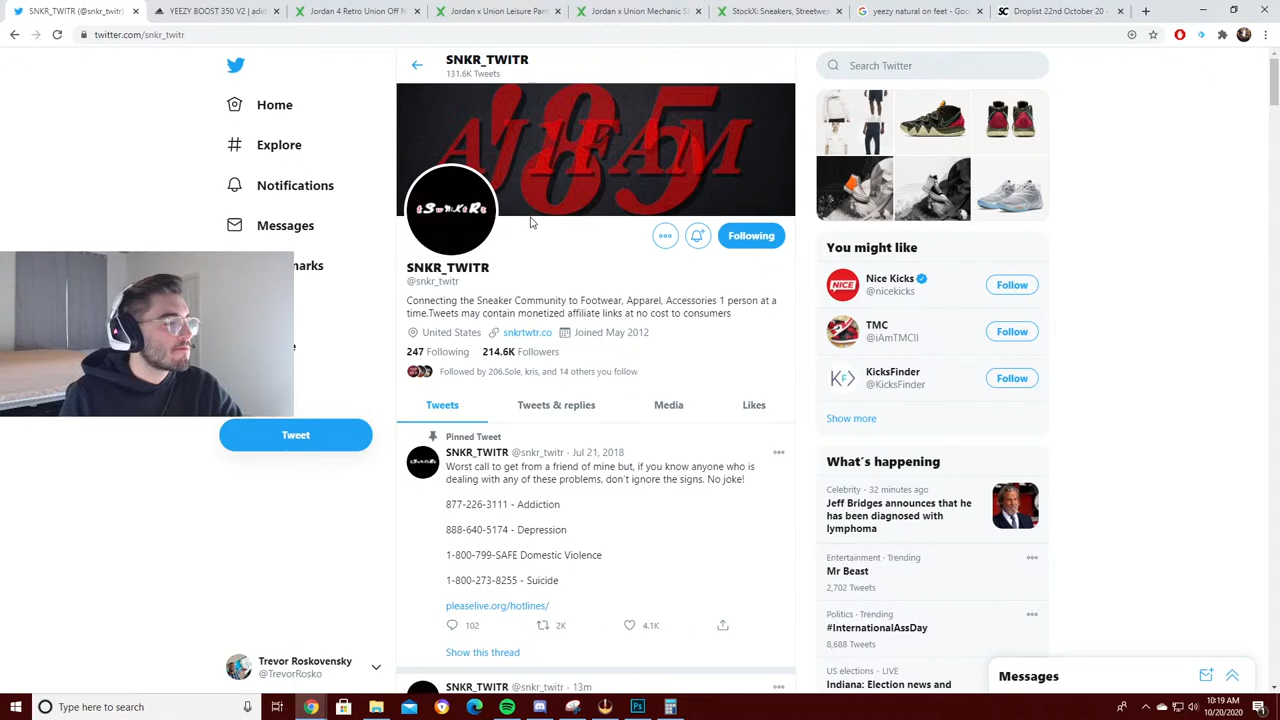 SNKR_TWITR (@snkr_twitr)
YEEZY BOOST 350 V2 | adid
Jordan 4 Retro Union Off N
Jordan x Union Leisure Pan
Jordan x Union Mechanic S
StockX: Sneakers, Streetwe
yeezy natural on feet - Goo
Droplist 22nd October 20 -
twitter.com/snkr_twitr
Home
Explore
Notifications
Messages
marks
Tweet
Trevor Roskovensky
@TrevorRosko
SNKR_TWITR
131.6K Tweets
AJ1FAM
85
SNKR_TWITR
@snkr_twitr
Following
Connecting the Sneaker Community to Footwear, Apparel, Accessories 1 person at a
time.Tweets may contain monetized affiliate links at no cost to consumers
United States snkrtwtr.co Joined May 2012
247 Following 214.6K Followers
Followed by 206.Sole, kris, and 14 others you follow
Tweets Tweets & replies Media Likes
Pinned Tweet
SNKR_TWITR @snkr_twitr · Jul 21, 2018
Worst call to get from a friend of mine but, if you know anyone who is
dealing with any of these problems, don't ignore the signs. No joke!
877-226-3111 - Addiction
888-640-5174 - Depression
1-800-799-SAFE Domestic Violence
1-800-273-8255 - Suicide
pleaselive.org/hotlines/
102 2K 4.1K
Show this thread
SNKR_TWITR @snkr_twitr · 13m
Search Twitter
You might like
NICE
Nice Kicks
@nicekicks
Follow
TMC
@iAmTMCII
Follow
KF
KicksFinder
@KicksFinder
Follow
Show more
What's happening
Celebrity · 32 minutes ago
Jeff Bridges announces that he
has been diagnosed with
lymphoma
Entertainment · Trending
Mr Beast
2,702 Tweets
Politics · Trending
#InternationalAssDay
8,688 Tweets
US elections · LIVE
Indiana: Election news and
Messages
Type here to search
10:19 AM
10/20/2020